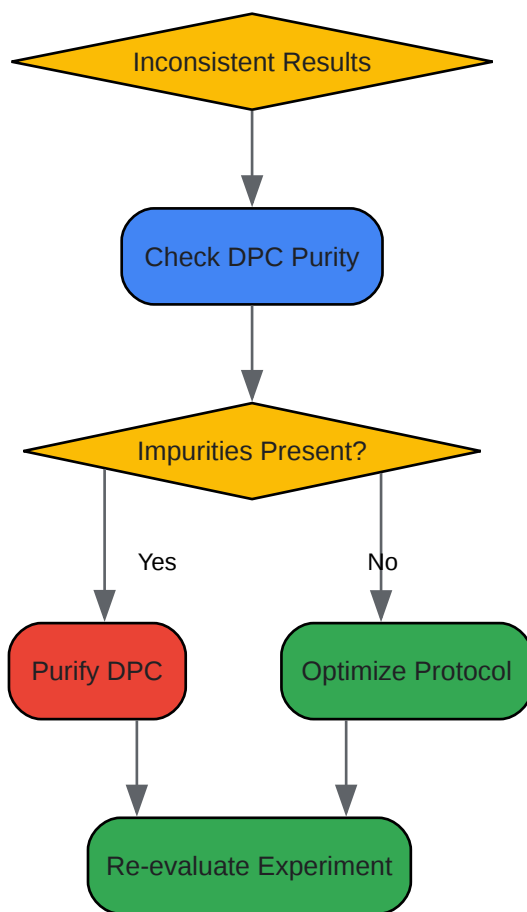 Inconsistent Results
Check DPC Purity
Impurities Present?
Yes
No
Purify DPC
Optimize Protocol
Re-evaluate Experiment